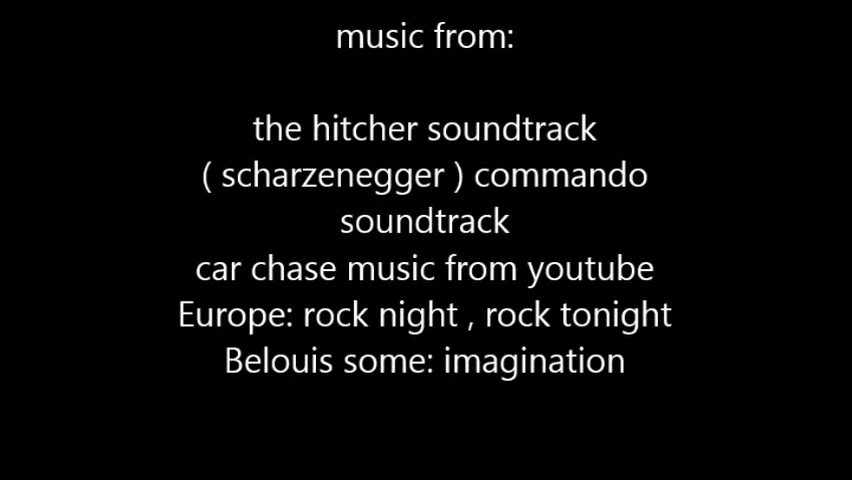 music from:
the hitcher soundtrack
( scharzenegger ) commando
soundtrack
car chase music from youtube
Europe: rock night , rock tonight
Belouis some: imagination